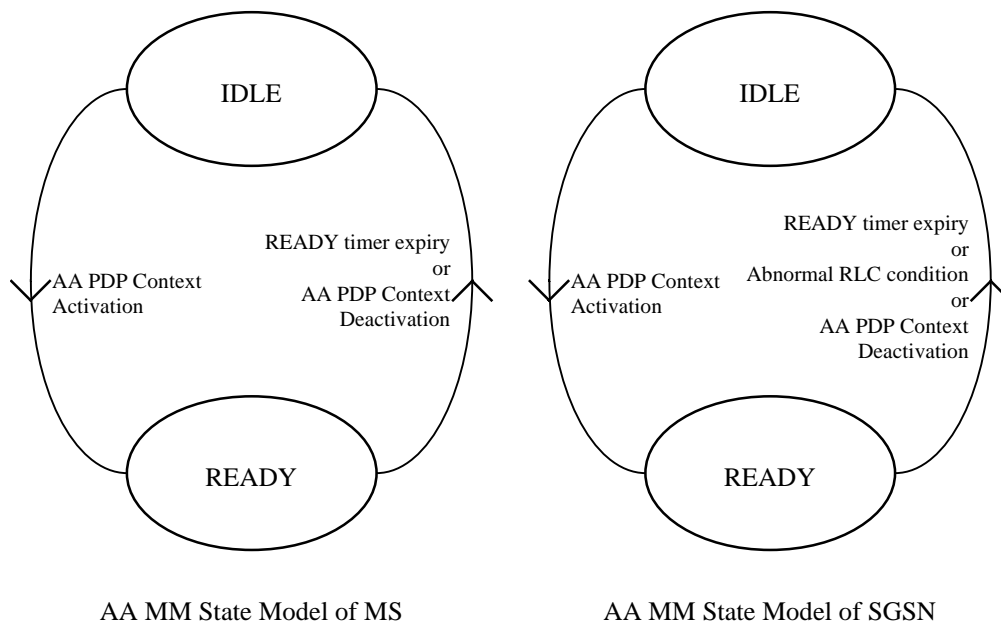 IDLE
AA PDP Context
Activation
READY timer expiry
or
AA PDP Context
Deactivation
READY
AA MM State Model of MS
IDLE
AA PDP Context
Activation
READY timer expiry
or
Abnormal RLC condition
or
AA PDP Context
Deactivation
READY
AA MM State Model of SGSN